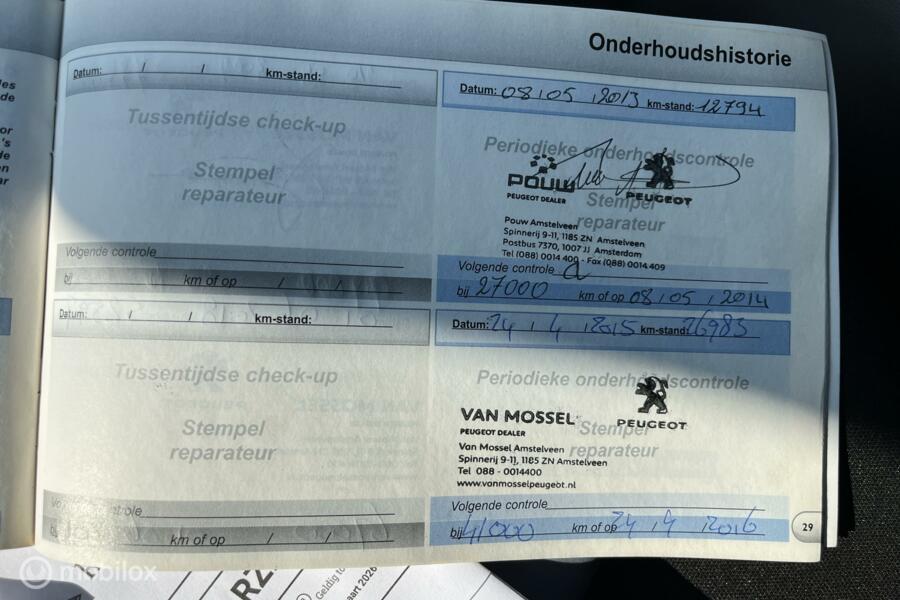 Onderhoudshistorie
Datum: / / km-stand:
Tussentijdse check-up
Stempel
reparateur
Volgende controle
bij km of op / /
Datum: / / km-stand:
Tussentijdse check-up
Stempel
reparateur
km of op / /
Datum: 08/05/2013 km-stand: 12794
Periodieke onderhoudscontrole
Stempel
reparateur
POUW
PEUGEOT DEALER
PEUGEOT
Pouw Amstelveen
Spinnerij 9-11, 1185 ZN Amstelveen
Postbus 7370, 1007 JJ Amsterdam
Tel (088) 0014 400 - Fax (088) 0014 409
Volgende controle
bij 27000 km of op 08/05/2014
Datum: 24/4/2015 km-stand: 26983
Periodieke onderhoudscontrole
Stempel
reparateur
VAN MOSSEL
PEUGEOT DEALER
PEUGEOT
Van Mossel Amstelveen
Spinnerij 9-11, 1185 ZN Amstelveen
Tel 088 - 0014400
www.vanmosselpeugeot.nl
Volgende controle
bij 41000 km of op 24/4/2016
29
Geldig to
aart 2026
mobilox